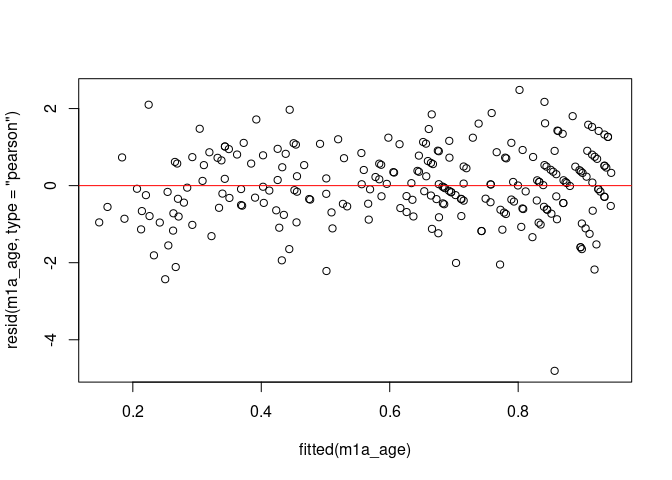 resid(m1a_age, type = "pearson")
2
0
-2
-4
0.2 0.4 0.6 0.8
fitted(m1a_age)